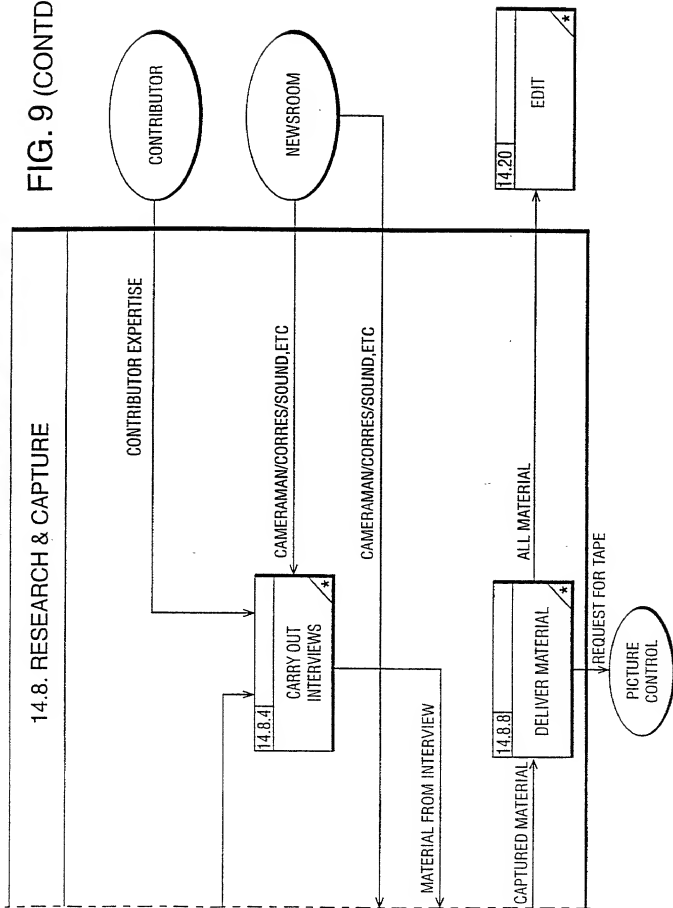 FIG. 9 (CONTD
14.8. RESEARCH & CAPTURE
CONTRIBUTOR
CONTRIBUTOR EXPERTISE
NEWSROOM
CAMERAMAN/CORRES/SOUND,ETC
14.8.4
*
CARRY OUT
INTERVIEWS
CAMERAMAN/CORRES/SOUND,ETC
MATERIAL FROM INTERVIEW
CAPTURED MATERIAL
14.8.8
*
DELIVER MATERIAL
ALL MATERIAL
14.20
*
EDIT
REQUEST FOR TAPE
PICTURE
CONTROL